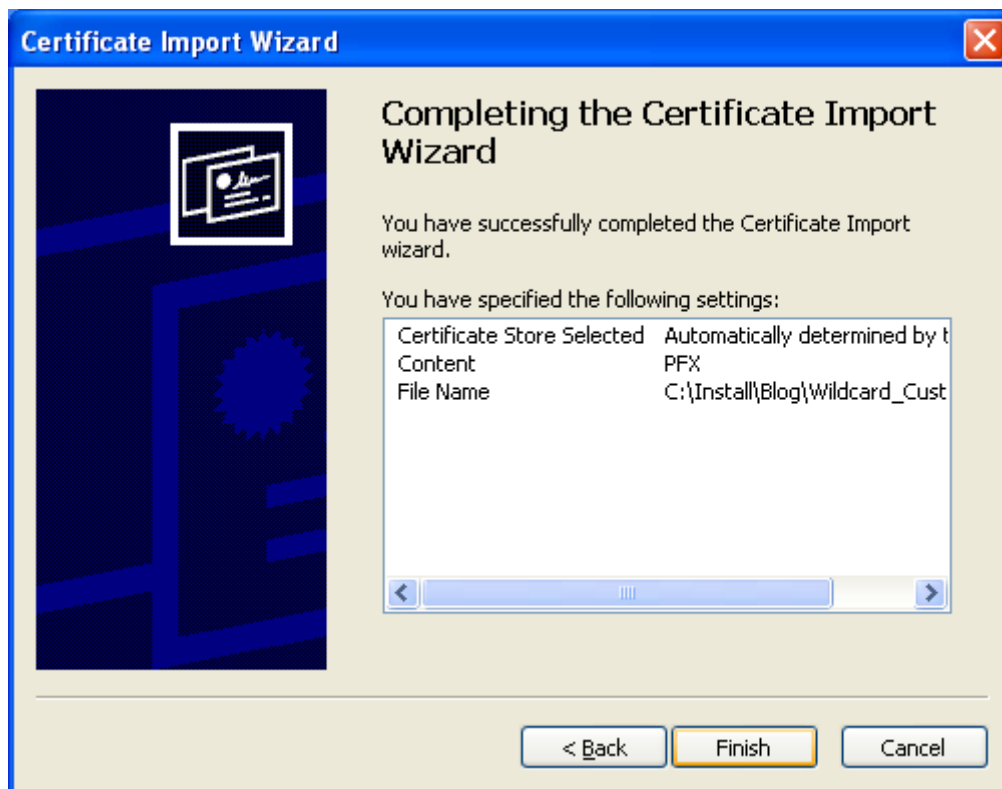 Certificate Import Wizard
Completing the Certificate Import
Wizard
You have successfully completed the Certificate Import
wizard.
You have specified the following settings:
Certificate Store Selected Automatically determined by t
Content PFX
File Name C:\Install\Blog\Wildcard_Cust
< Back Finish Cancel